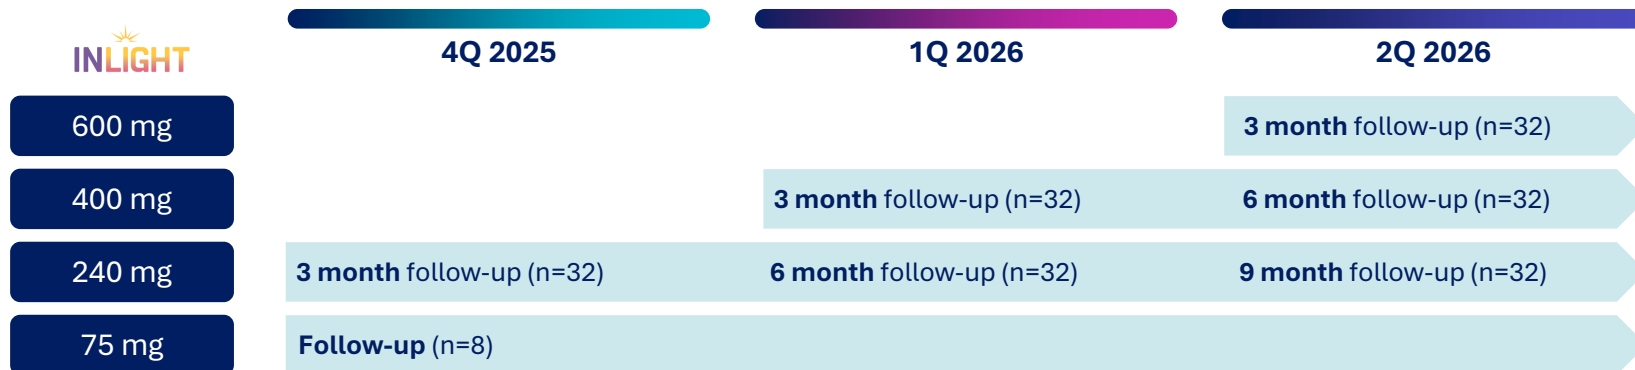 INLIGHT
4Q 2025
1Q 2026
2Q 2026
600 mg
3 month follow-up (n=32)
400 mg
3 month follow-up (n=32)
6 month follow-up (n=32)
240 mg
3 month follow-up (n=32)
6 month follow-up (n=32)
9 month follow-up (n=32)
75 mg
Follow-up (n=8)